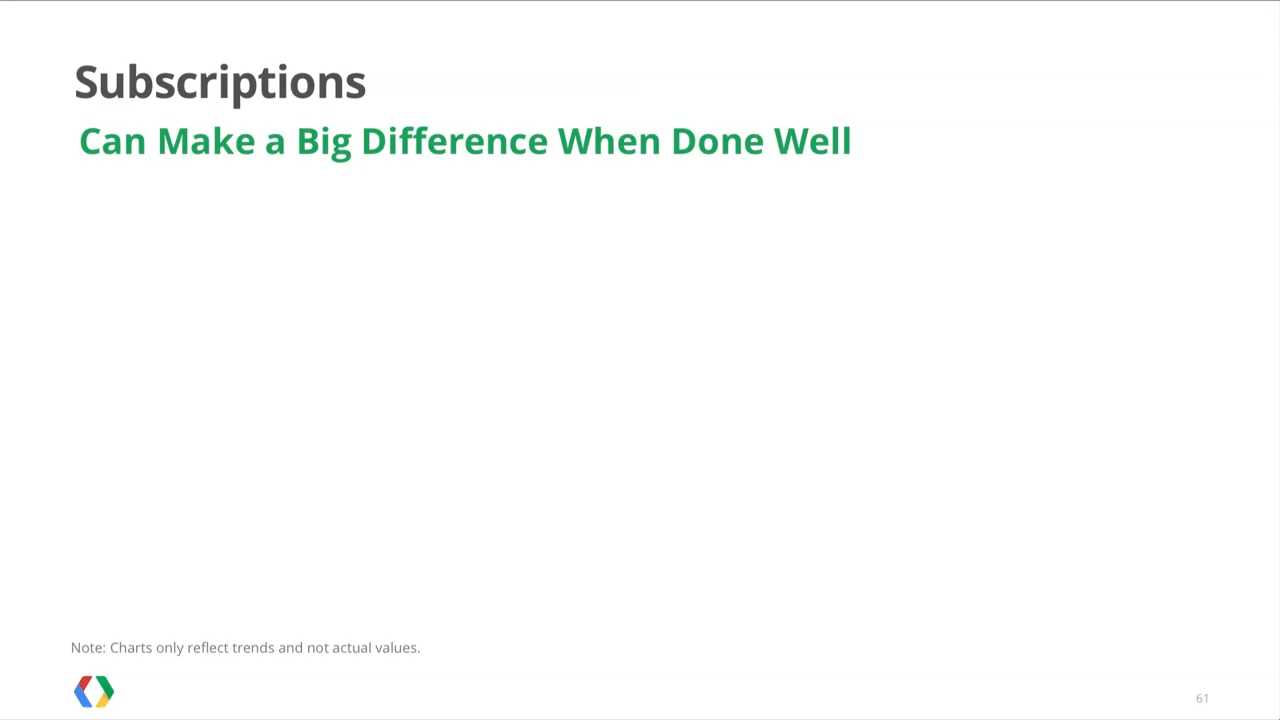 Subscriptions
Can Make a Big Difference When Done Well
Note: Charts only reflect trends and not actual values.
61